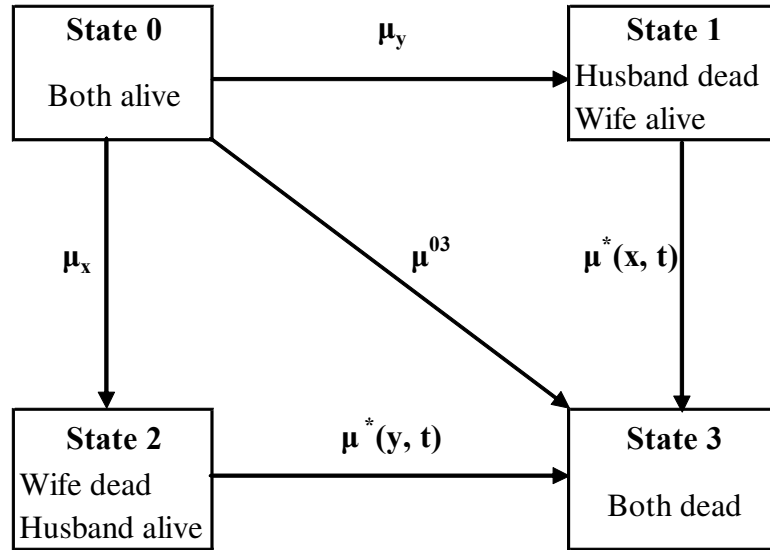 State 0
Both alive
μy
State 1
Husband dead
Wife alive
μx
μ03
μ*(x, t)
State 2
Wife dead
Husband alive
μ*(y, t)
State 3
Both dead